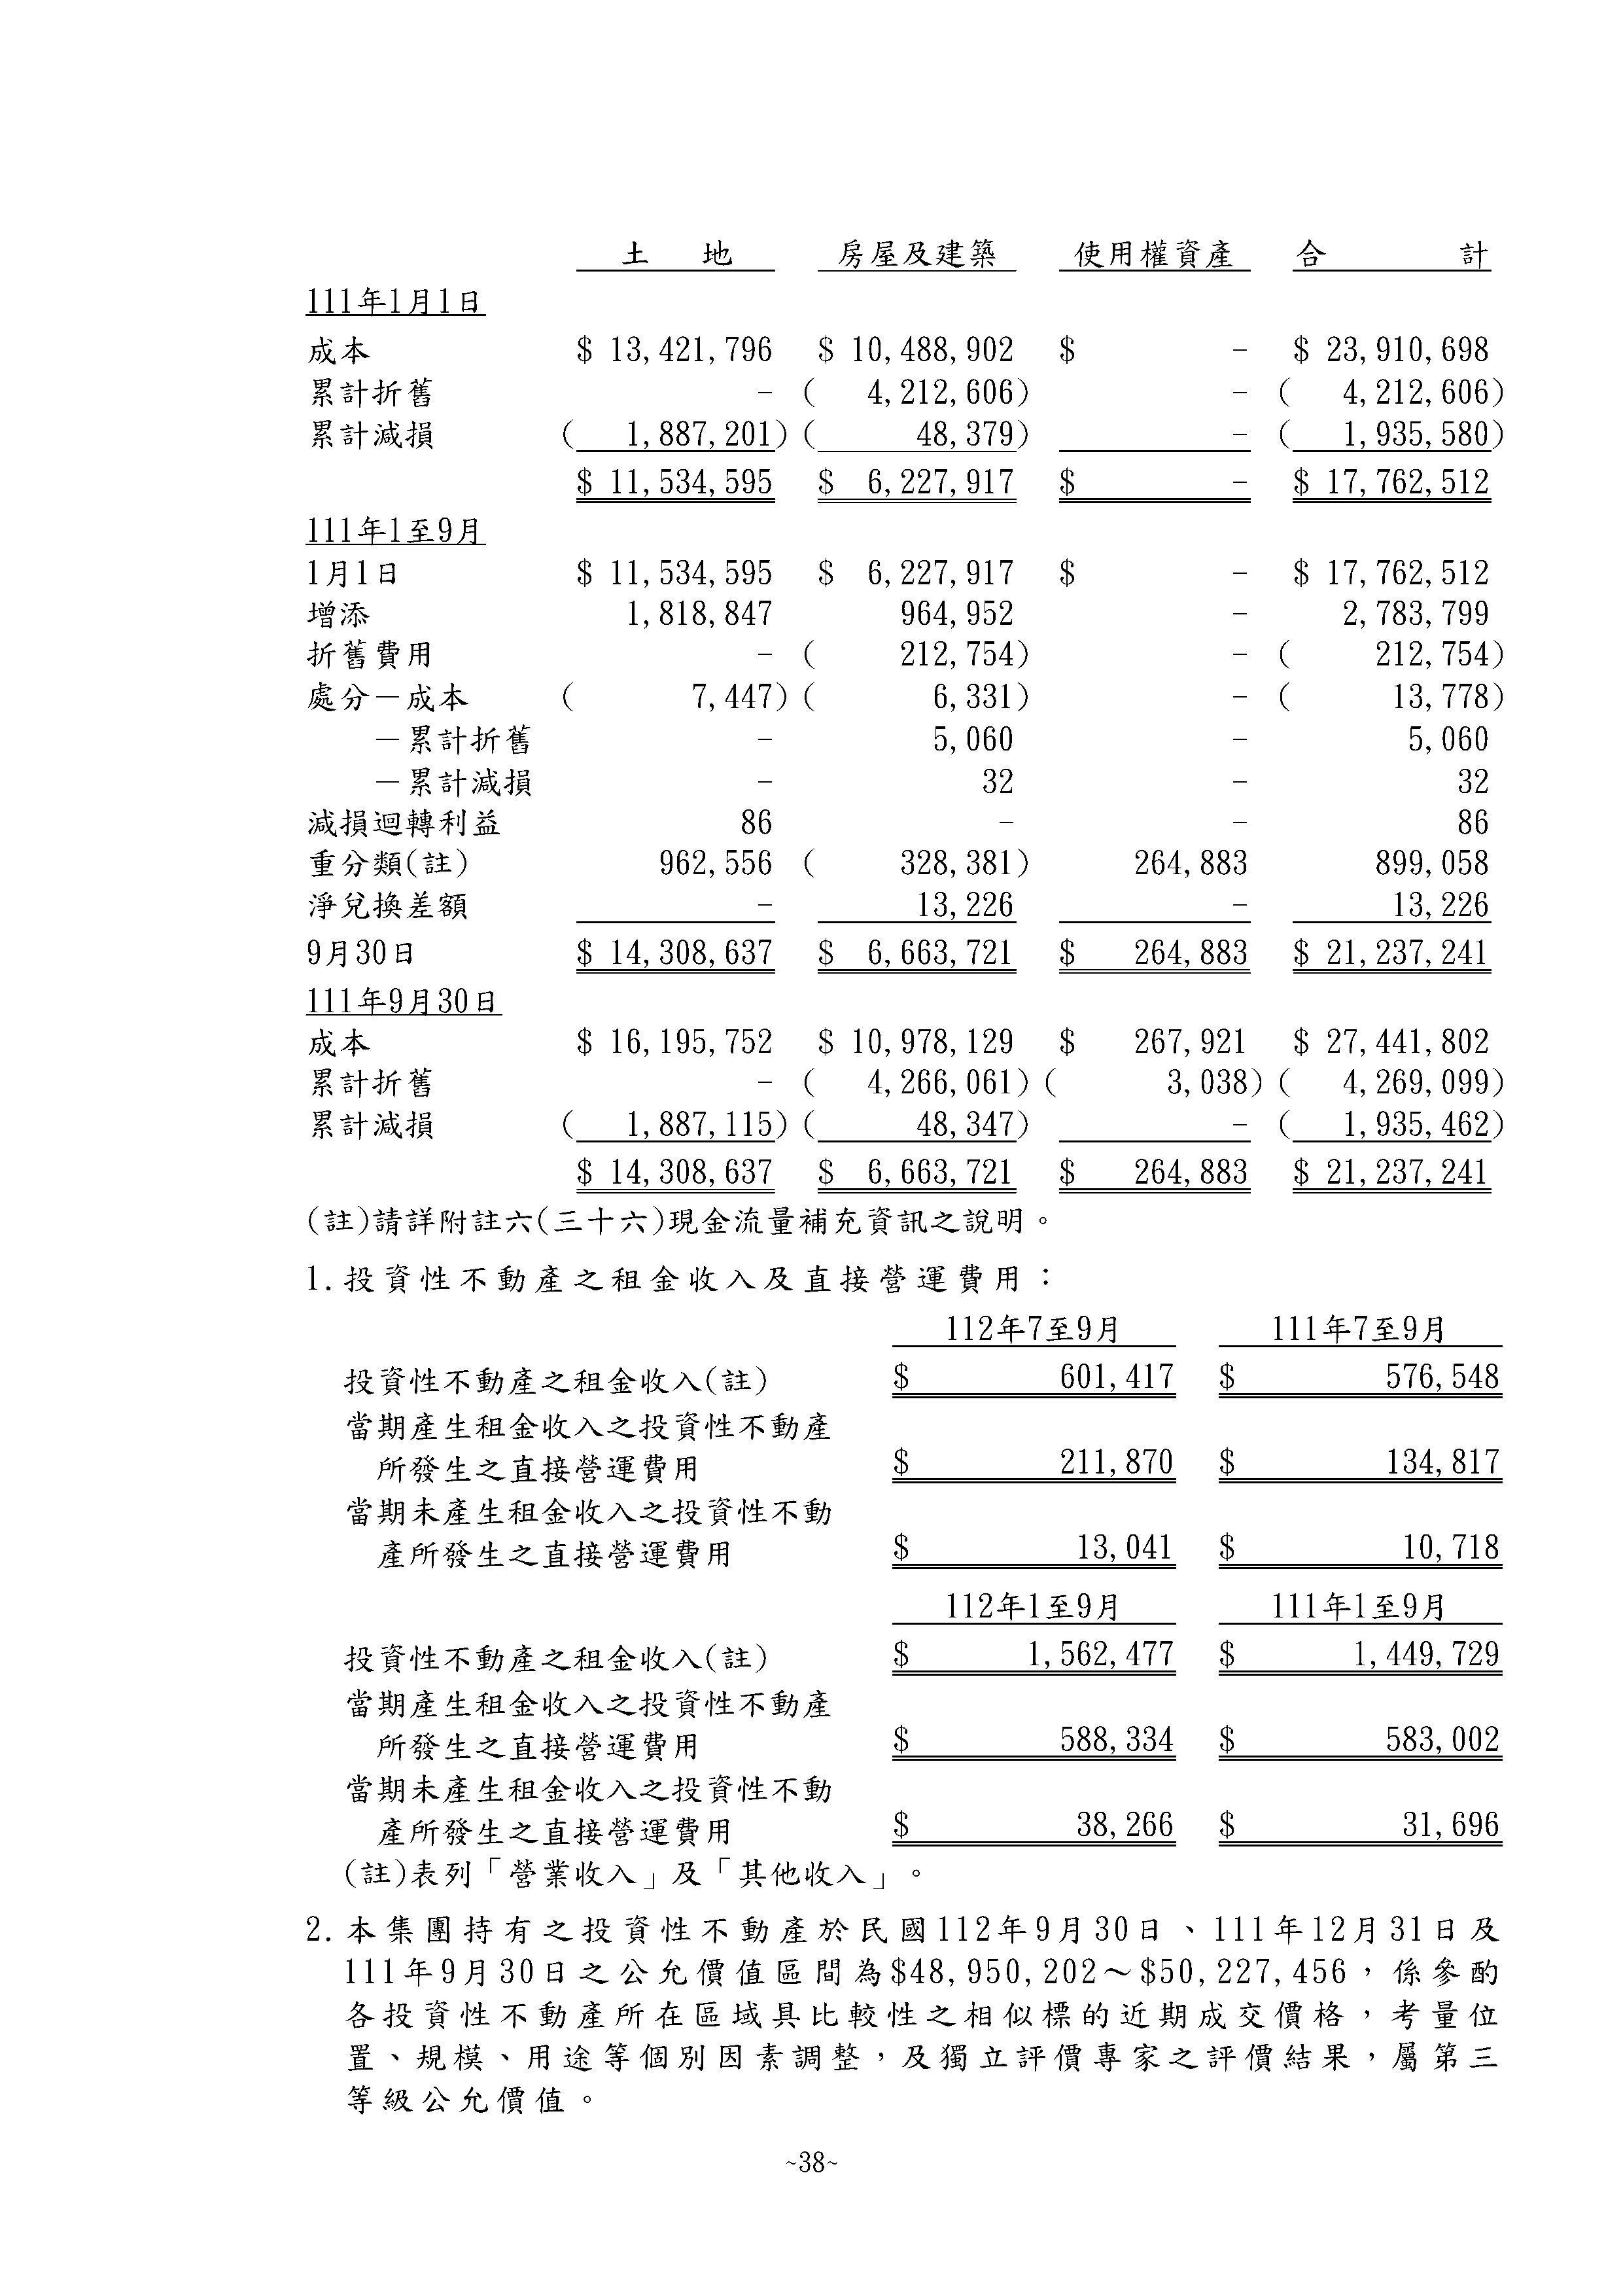 土 地 房屋及建築 使用權資產 合 計
111年1月1日
成本 $ 13,421,796 $ 10,488,902 $ - $ 23,910,698
累計折舊 - ( 4,212,606) - ( 4,212,606)
累計減損 ( 1,887,201) ( 48,379) - ( 1,935,580)
$ 11,534,595 $ 6,227,917 $ - $ 17,762,512
111年1至9月
1月1日 $ 11,534,595 $ 6,227,917 $ - $ 17,762,512
增添 1,818,847 964,952 - 2,783,799
折舊費用 - ( 212,754) - ( 212,754)
處分－成本 ( 7,447) ( 6,331) - ( 13,778)
－累計折舊 - 5,060 - 5,060
－累計減損 - 32 - 32
減損迴轉利益 86 - - 86
重分類(註) 962,556 ( 328,381) 264,883 899,058
淨兌換差額 - 13,226 - 13,226
9月30日 $ 14,308,637 $ 6,663,721 $ 264,883 $ 21,237,241
111年9月30日
成本 $ 16,195,752 $ 10,978,129 $ 267,921 $ 27,441,802
累計折舊 - ( 4,266,061) ( 3,038) ( 4,269,099)
累計減損 ( 1,887,115) ( 48,347) - ( 1,935,462)
$ 14,308,637 $ 6,663,721 $ 264,883 $ 21,237,241
(註)請詳附註六(三十六)現金流量補充資訊之說明。
1.投資性不動產之租金收入及直接營運費用：
112年7至9月 111年7至9月
投資性不動產之租金收入(註) $ 601,417 $ 576,548
當期產生租金收入之投資性不動產
所發生之直接營運費用 $ 211,870 $ 134,817
當期未產生租金收入之投資性不動
產所發生之直接營運費用 $ 13,041 $ 10,718
112年1至9月 111年1至9月
投資性不動產之租金收入(註) $ 1,562,477 $ 1,449,729
當期產生租金收入之投資性不動產
所發生之直接營運費用 $ 588,334 $ 583,002
當期未產生租金收入之投資性不動
產所發生之直接營運費用 $ 38,266 $ 31,696
(註)表列「營業收入」及「其他收入」。
2.本集團持有之投資性不動產於民國112年9月30日、111年12月31日及
111年9月30日之公允價值區間為$48,950,202～$50,227,456，係參酌
各投資性不動產所在區域具比較性之相似標的近期成交價格，考量位
置、規模、用途等個別因素調整，及獨立評價專家之評價結果，屬第三
等級公允價值。
~38~